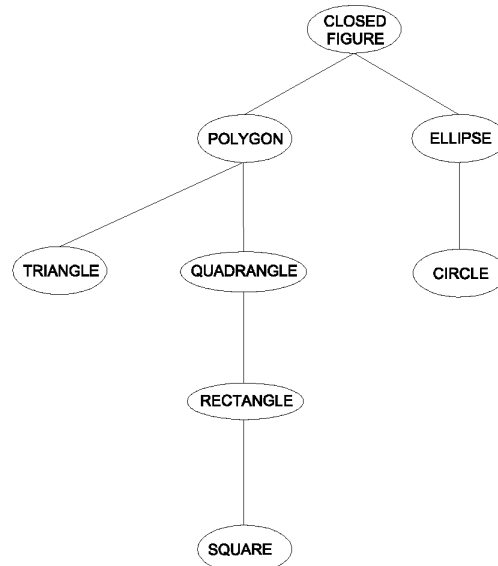 CLOSED
FIGURE
POLYGON
ELLIPSE
TRIANGLE
QUADRANGLE
CIRCLE
RECTANGLE
SQUARE